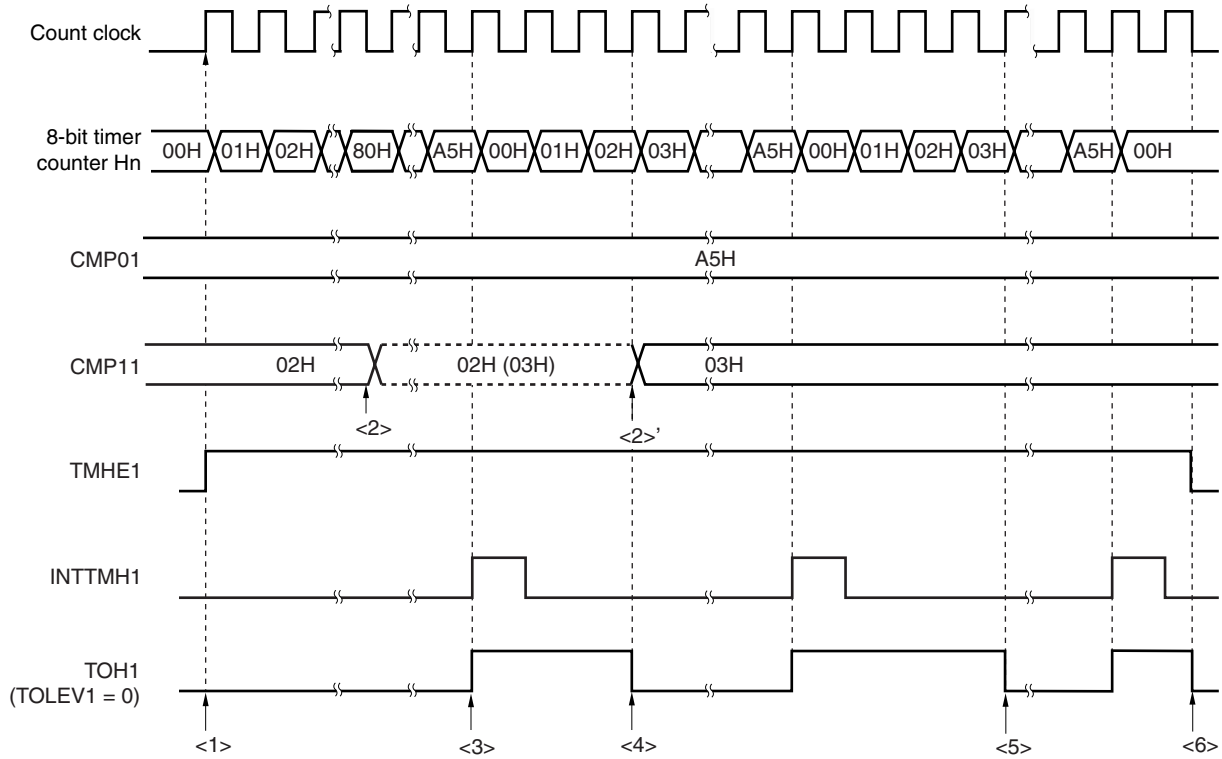 Count clock
8-bit timer
counter Hn
00H 01H 02H 80H A5H 00H 01H 02H 03H A5H 00H 01H 02H 03H A5H 00H
CMP01
A5H
CMP11
02H 02H (03H) 03H
<2> <2>’
TMHE1
INTTMH1
TOH1
(TOLEV1 = 0)
<1> <3> <4> <5> <6>